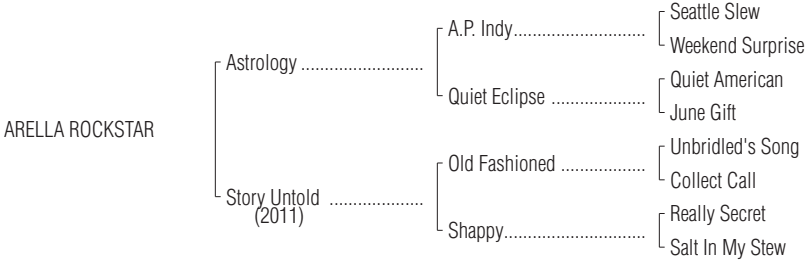 Seattle Slew
A.P. Indy..............................
Weekend Surprise
Astrology ............................
Quiet American
Quiet Eclipse .....................
June Gift
ARELLA ROCKSTAR
Unbridled's Song
Old Fashioned ...................
Collect Call
Story Untold .....................
(2011)
Really Secret
Shappy................................
Salt In My Stew